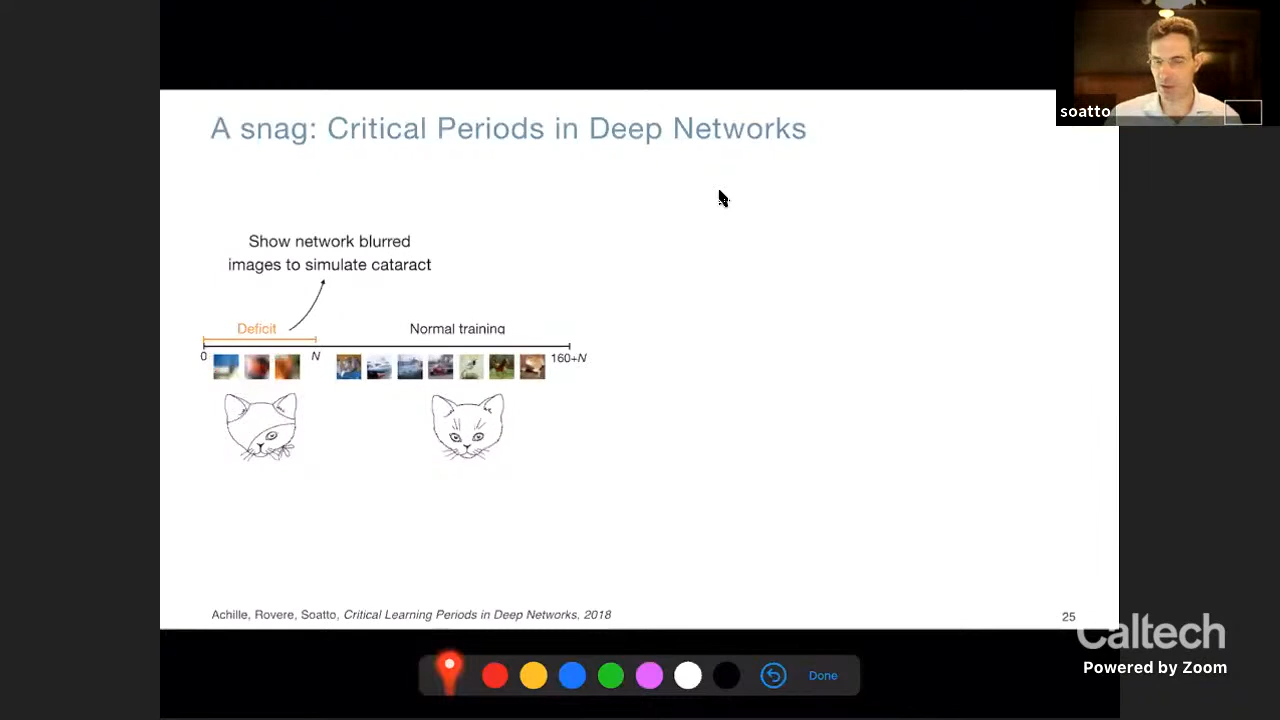 soatto
A snag: Critical Periods in Deep Networks
Show network blurred
images to simulate cataract
Deficit
Normal training
0
N
160+N
Achille, Rovere, Soatto, Critical Learning Periods in Deep Networks, 2018
25
Caltech
Powered by Zoom
Done